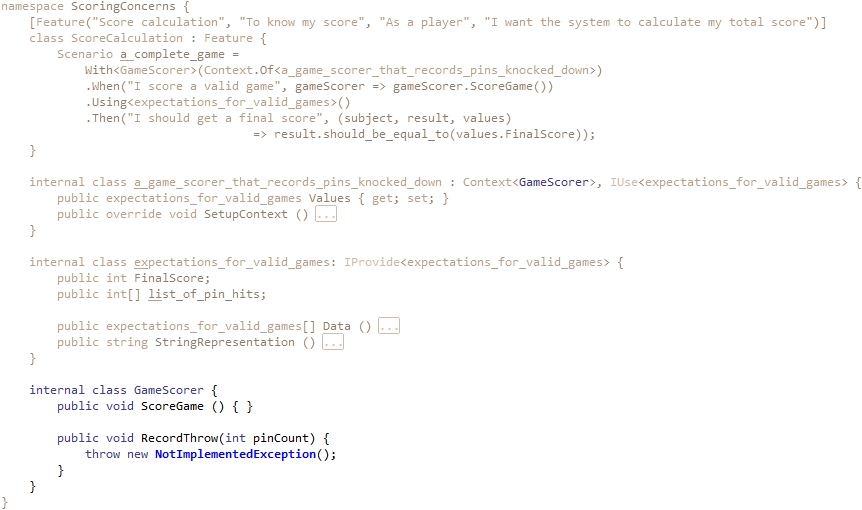 namespace ScoringConcerns {
    [Feature("Score calculation", "To know my score", "As a player", "I want the system to calculate my total score")]
    class ScoreCalculation : Feature {
        Scenario a_complete_game =
            With<GameScorer>(Context.Of<a_game_scorer_that_records_pins_knocked_down>)
            .When("I score a valid game", gameScorer => gameScorer.ScoreGame())
            .Using<expectations_for_valid_games>()
            .Then("I should get a final score", (subject, result, values)
                                    => result.should_be_equal_to(values.FinalScore));
    }

    internal class a_game_scorer_that_records_pins_knocked_down : Context<GameScorer>, IUse<expectations_for_valid_games> {
        public expectations_for_valid_games Values { get; set; }
        public override void SetupContext () ...
    }

    internal class expectations_for_valid_games: IProvide<expectations_for_valid_games> {
        public int FinalScore;
        public int[] list_of_pin_hits;

        public expectations_for_valid_games[] Data () ...
        public string StringRepresentation () ...
    }

    internal class GameScorer {
        public void ScoreGame () { }

        public void RecordThrow(int pinCount) {
            throw new NotImplementedException();
        }
    }
}